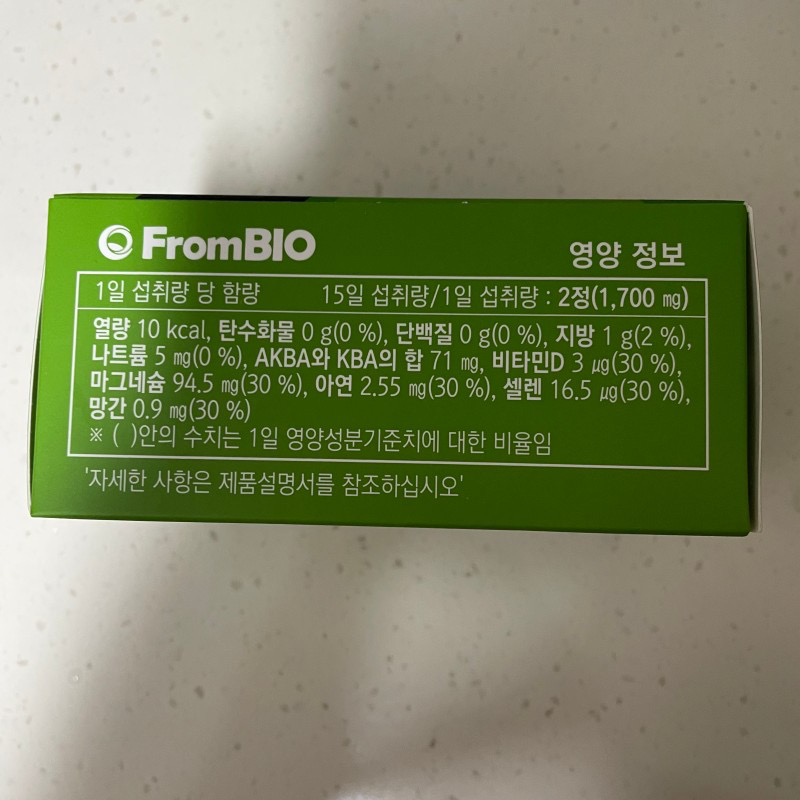 FromBIO
영양 정보
1일 섭취량 당 함량 15일 섭취량/1일 섭취량 : 2정(1,700 ㎎)
열량 10 kcal, 탄수화물 0 g(0 %), 단백질 0 g(0 %), 지방 1 g(2 %),
나트륨 5 ㎎(0 %), AKBA와 KBA의 합 71 ㎎, 비타민D 3 ㎍(30 %),
마그네슘 94.5 ㎎(30 %), 아연 2.55 ㎎(30 %), 셀렌 16.5 ㎍(30 %),
망간 0.9 ㎎(30 %)
※ ( )안의 수치는 1일 영양성분기준치에 대한 비율임
'자세한 사항은 제품설명서를 참조하십시오'